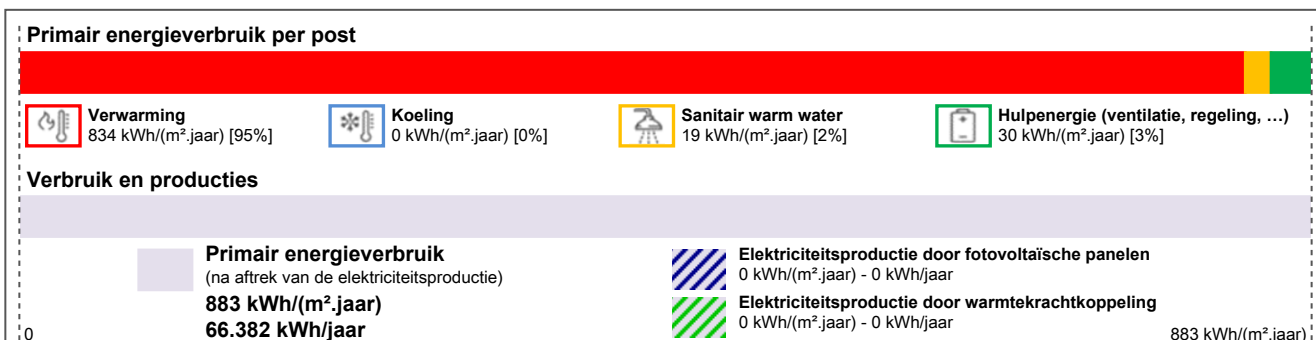 Primair energieverbruik per post
Verwarming
834 kWh/(m².jaar) [95%]
Koeling
0 kWh/(m².jaar) [0%]
Sanitair warm water
19 kWh/(m².jaar) [2%]
Hulpenergie (ventilatie, regeling, …)
30 kWh/(m².jaar) [3%]
Verbruik en producties
Primair energieverbruik
(na aftrek van de elektriciteitsproductie)
883 kWh/(m².jaar)
66.382 kWh/jaar
Elektriciteitsproductie door fotovoltaïsche panelen
0 kWh/(m².jaar) - 0 kWh/jaar
Elektriciteitsproductie door warmtekrachtkoppeling
0 kWh/(m².jaar) - 0 kWh/jaar
0
883 kWh/(m².jaar)